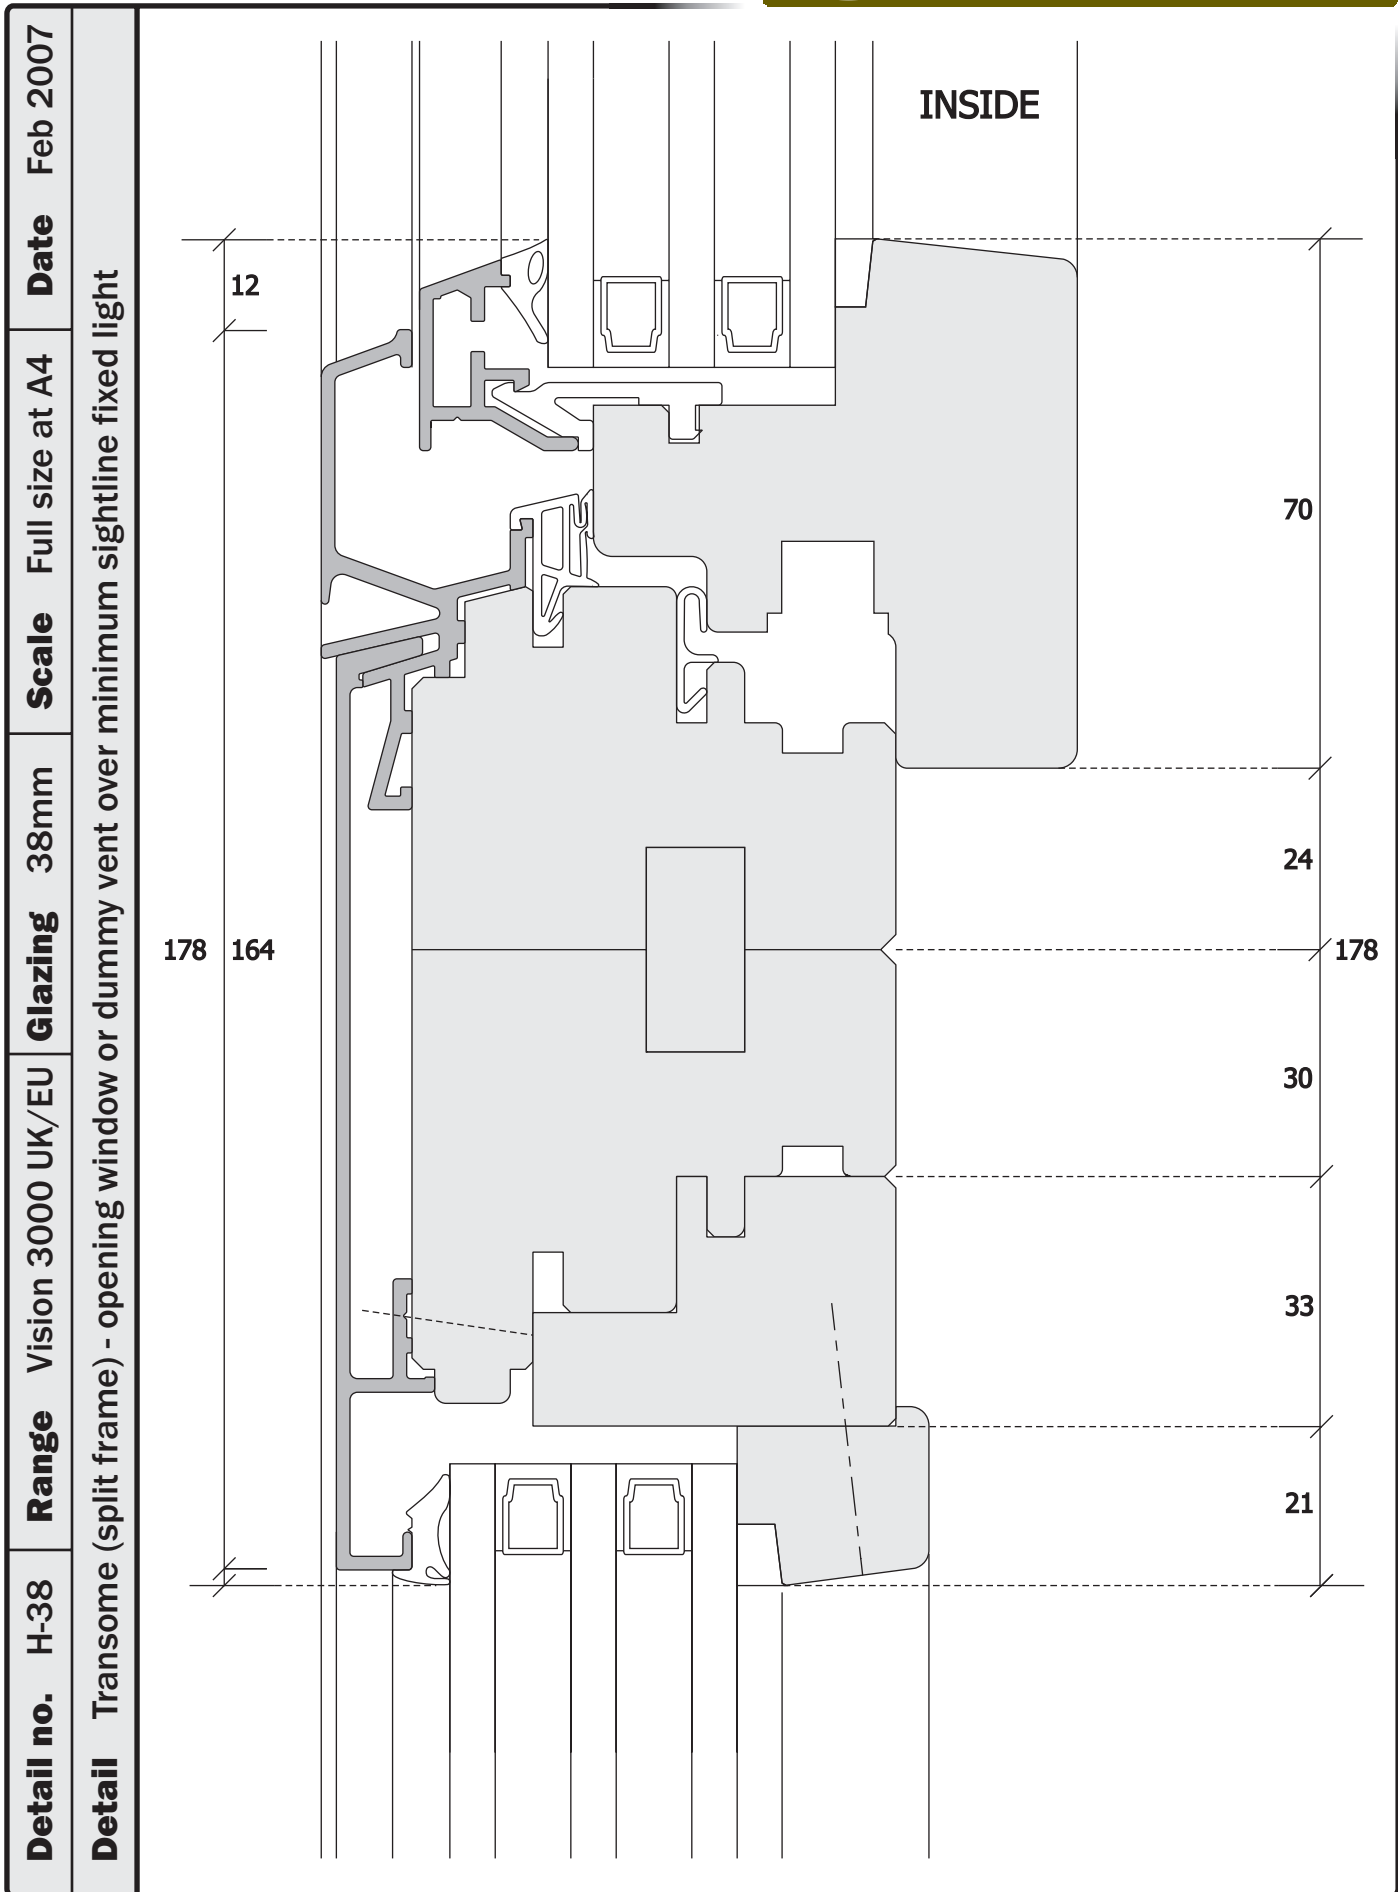 Detail no. H-38 Range Vision 3000 UK/EU Glazing 38mm Scale Full size at A4 Date Feb 2007
Detail Transome (split frame) - opening window or dummy vent over minimum sightline fixed light
INSIDE
12
70
24
178 164
178
30
33
21